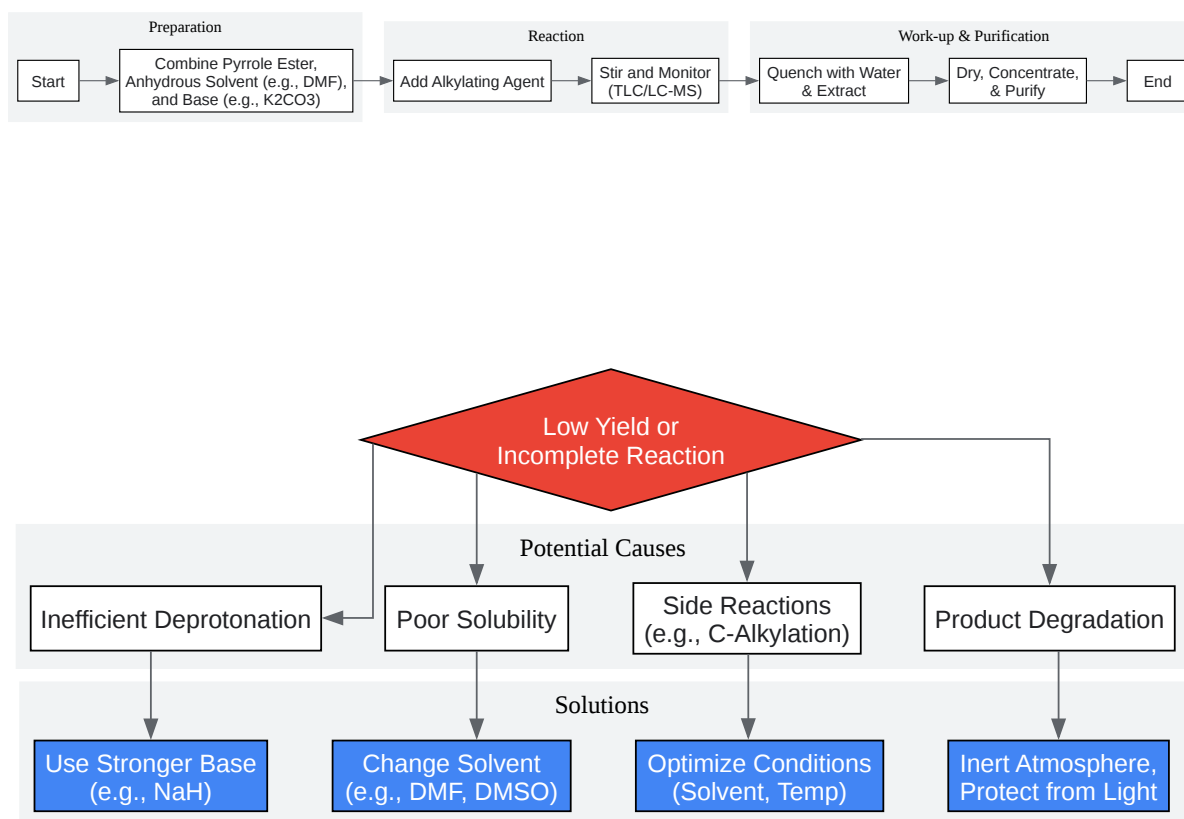 Preparation
Reaction
Work-up & Purification
Start
Combine Pyrrole Ester,
Anhydrous Solvent (e.g., DMF),
and Base (e.g., K2CO3)
Add Alkylating Agent
Stir and Monitor
(TLC/LC-MS)
Quench with Water
& Extract
Dry, Concentrate,
& Purify
End
Low Yield or
Incomplete Reaction
Potential Causes
Inefficient Deprotonation
Poor Solubility
Side Reactions
(e.g., C-Alkylation)
Product Degradation
Solutions
Use Stronger Base
(e.g., NaH)
Change Solvent
(e.g., DMF, DMSO)
Optimize Conditions
(Solvent, Temp)
Inert Atmosphere,
Protect from Light